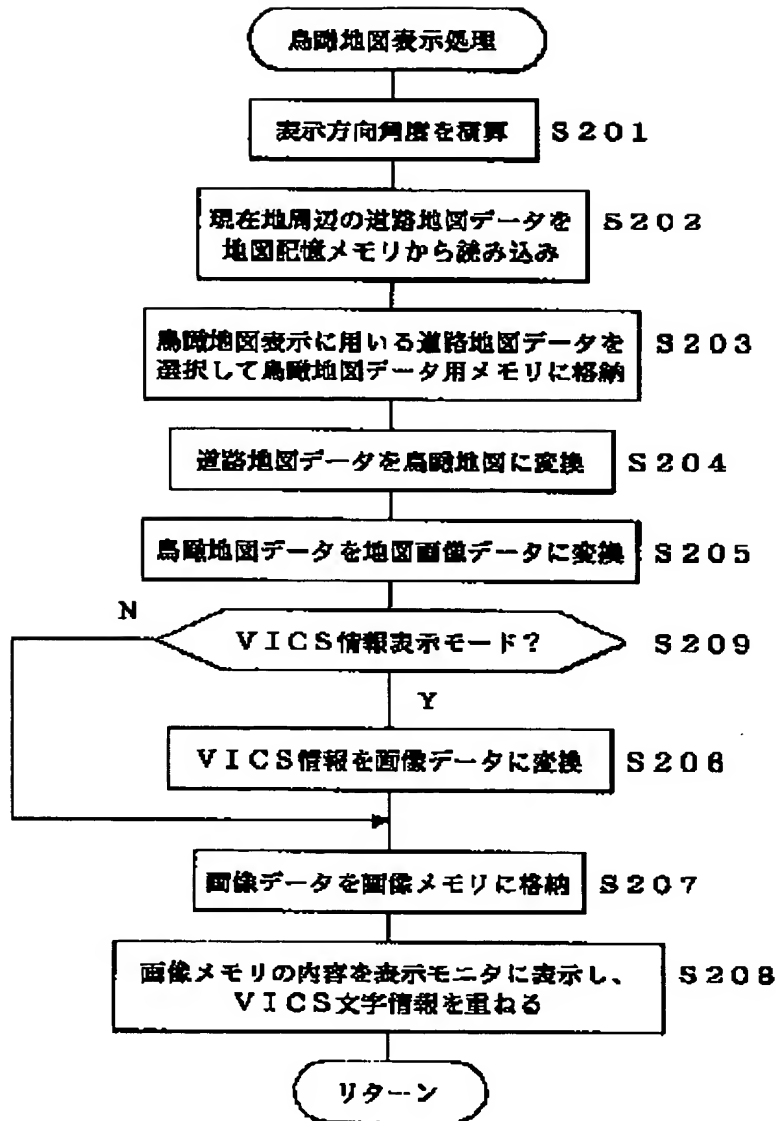 鳥瞰地図表示処理
表示方向角度を演算 S201
現在地周辺の道路地図データを S202
地図記憶メモリから読み込み
鳥瞰地図表示に用いる道路地図データを S203
選択して鳥瞰地図データ用メモリに格納
道路地図データを鳥瞰地図に変換 S204
鳥瞰地図データを地図画像データに変換 S205
N
VICS情報表示モード? S209
Y
VICS情報を画像データに変換 S206
画像データを画像メモリに格納 S207
画像メモリの内容を表示モニタに表示し、 S208
VICS文字情報を重ねる
リターン